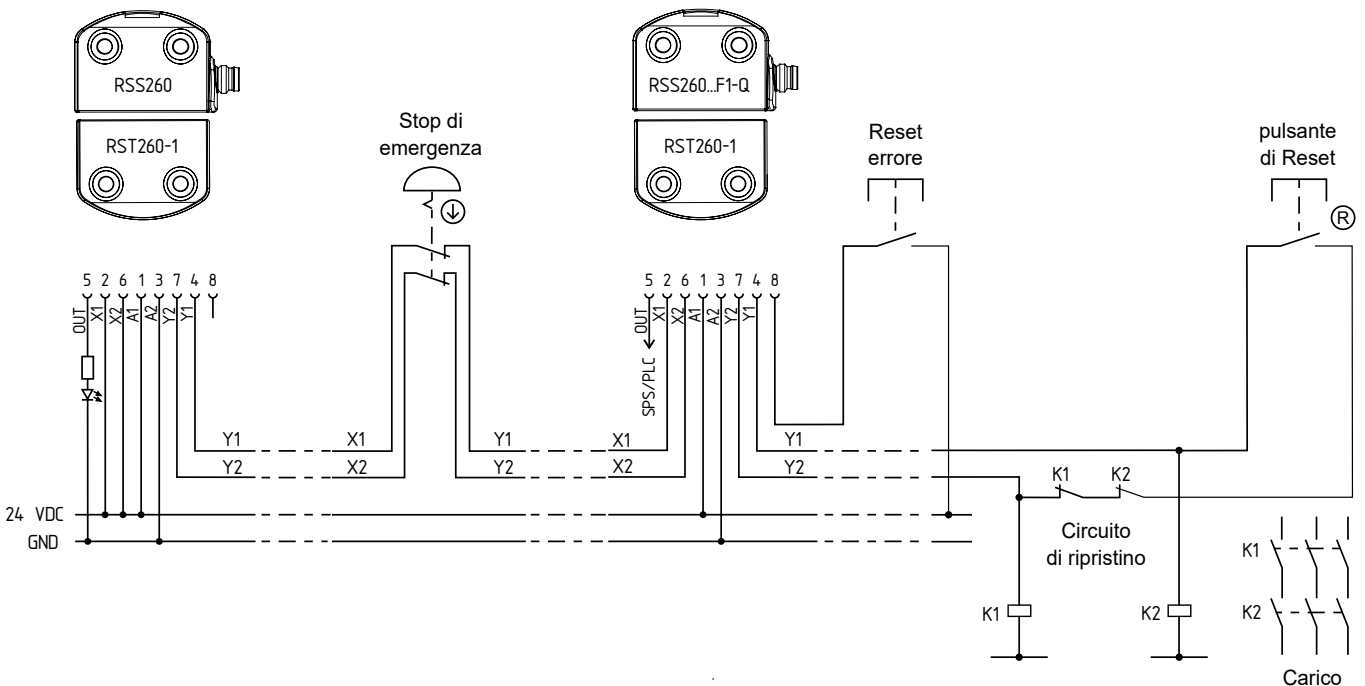 RSS260
RST260-1
Stop di
emergenza
RSS260...F1-Q
RST260-1
Reset
errore
pulsante
di Reset
R
5 2 6 1 3 7 4 8
OUT
X1
X2
A1
A2
Y2
Y1
5 2 6 1 3 7 4 8
OUT
X1
X2
A1
A2
Y2
Y1
SPS/PLC
Y1 X1 Y1 X1 Y1
Y2 X2 Y2 X2 Y2
K1 K2
24 VDC
GND
Circuito
di ripristino
K1
K2
K1
K2
Carico